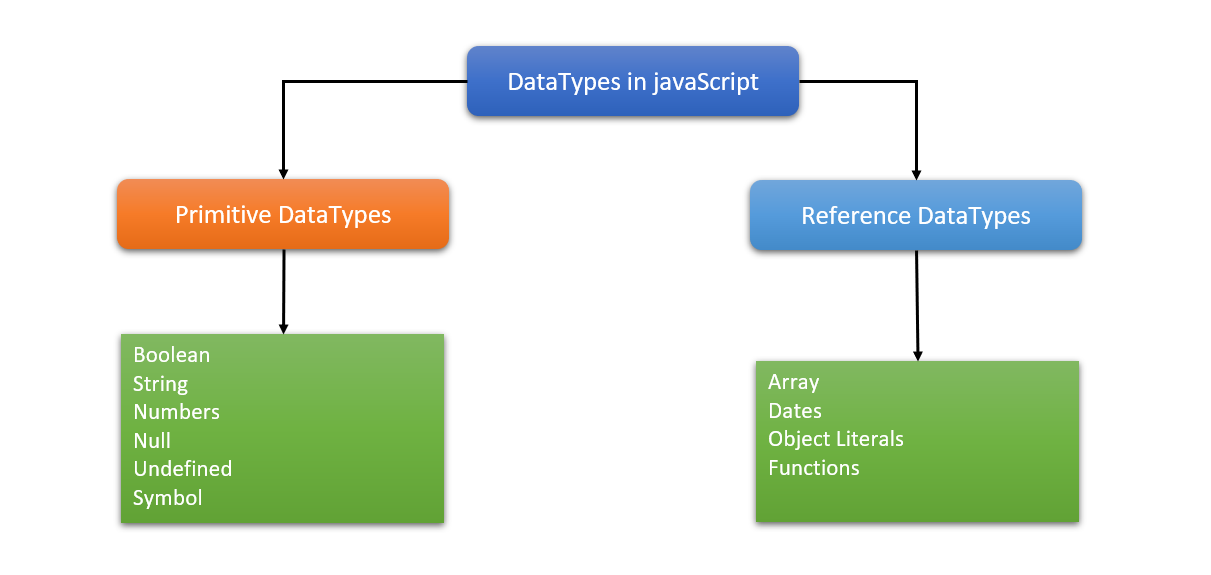 DataTypes in javaScript
Primitive DataTypes
Reference DataTypes
Boolean
String
Numbers
Null
Undefined
Symbol
Array
Dates
Object Literals
Functions